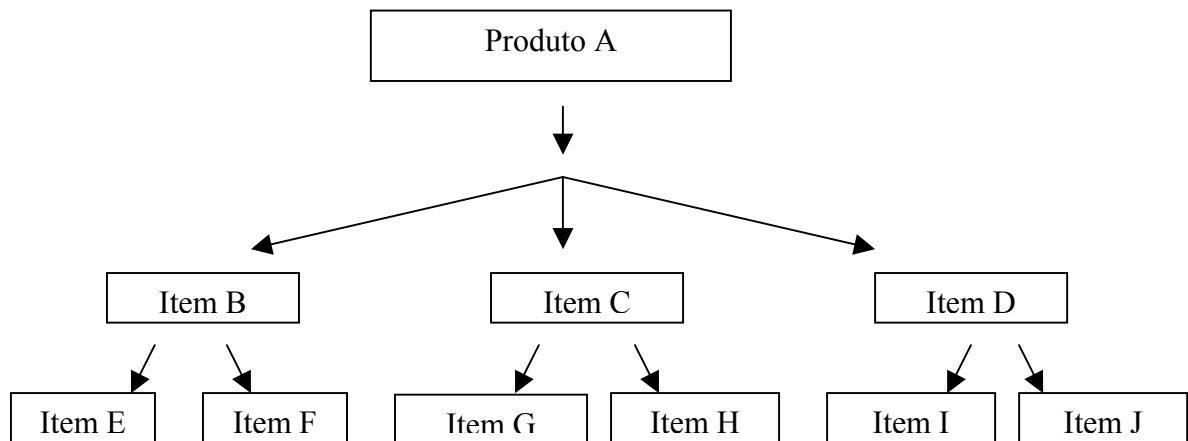 Produto A
Item B
Item C
Item D
Item E
Item F
Item G
Item H
Item I
Item J